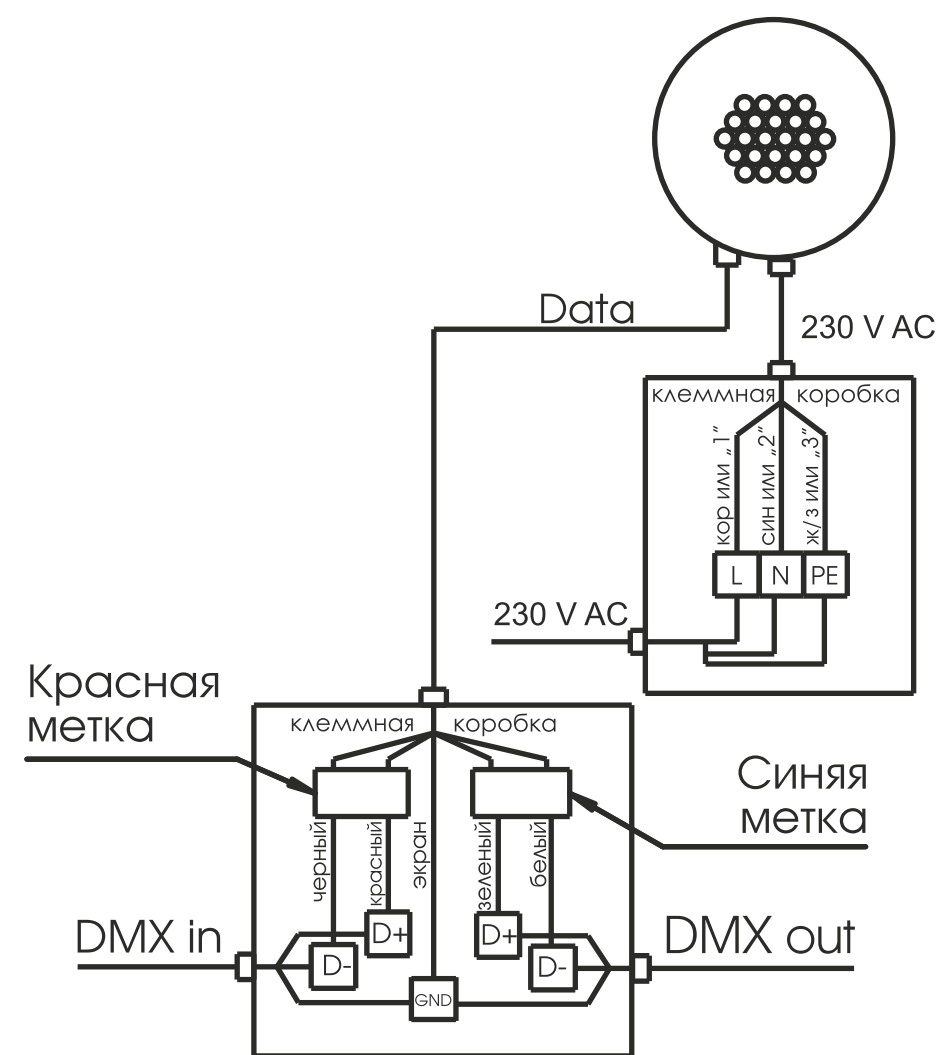 Data
230 V AC
клеммная коробка
кор или „1”
син или „2”
ж/з или „3”
L N PE
230 V AC
Красная
метка
клеммная коробка
Синяя
метка
черный
красный
экран
зеленый
белый
DMX in
D+
D-
D+
D-
DMX out
GND